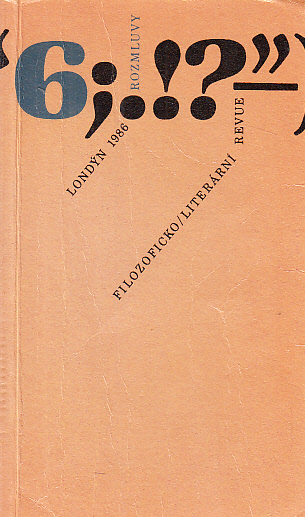 “6;.!?”—)
ROZMLUVY
LONDÝN 1986
FILOZOFICKO/LITERÁRNÍ
REVUE